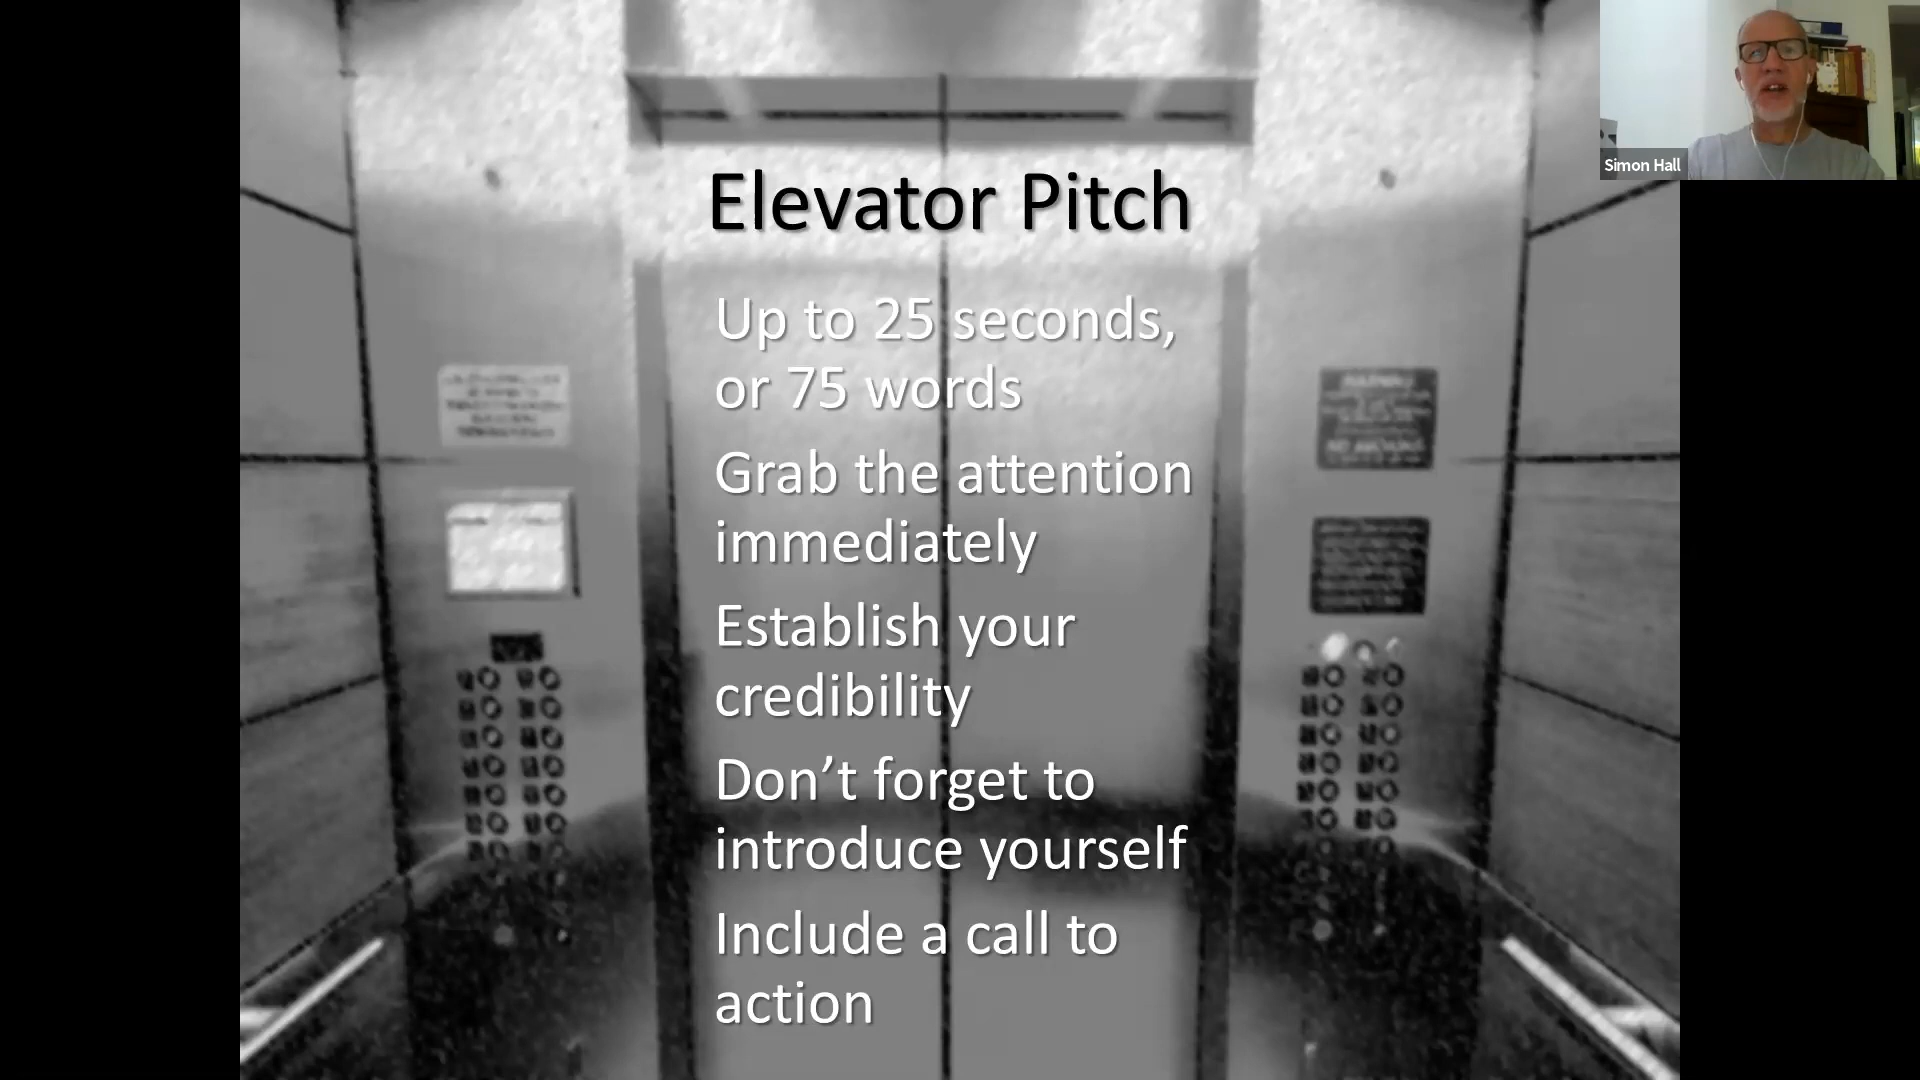 Simon Hall
Elevator Pitch
Up to 25 seconds,
or 75 words
Grab the attention
immediately
Establish your
credibility
Don’t forget to
introduce yourself
Include a call to
action